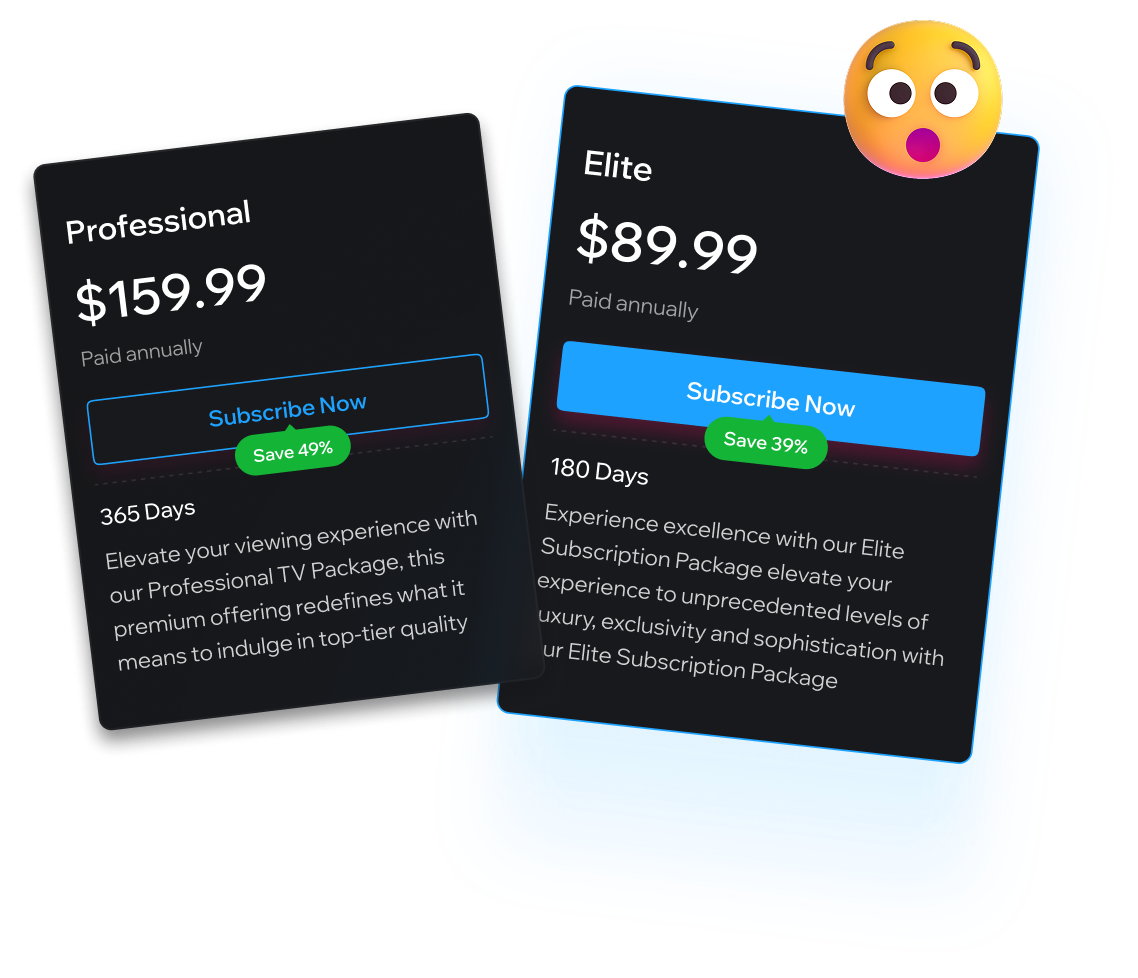 Professional
$159.99
Paid annually
Subscribe Now
Save 49%
365 Days
Elevate your viewing experience with
our Professional TV Package, this
premium offering redefines what it
means to indulge in top-tier quality
Elite
$89.99
Paid annually
Subscribe Now
Save 39%
180 Days
Experience excellence with our Elite
Subscription Package elevate your
experience to unprecedented levels of
uxury, exclusivity and sophistication with
ur Elite Subscription Package